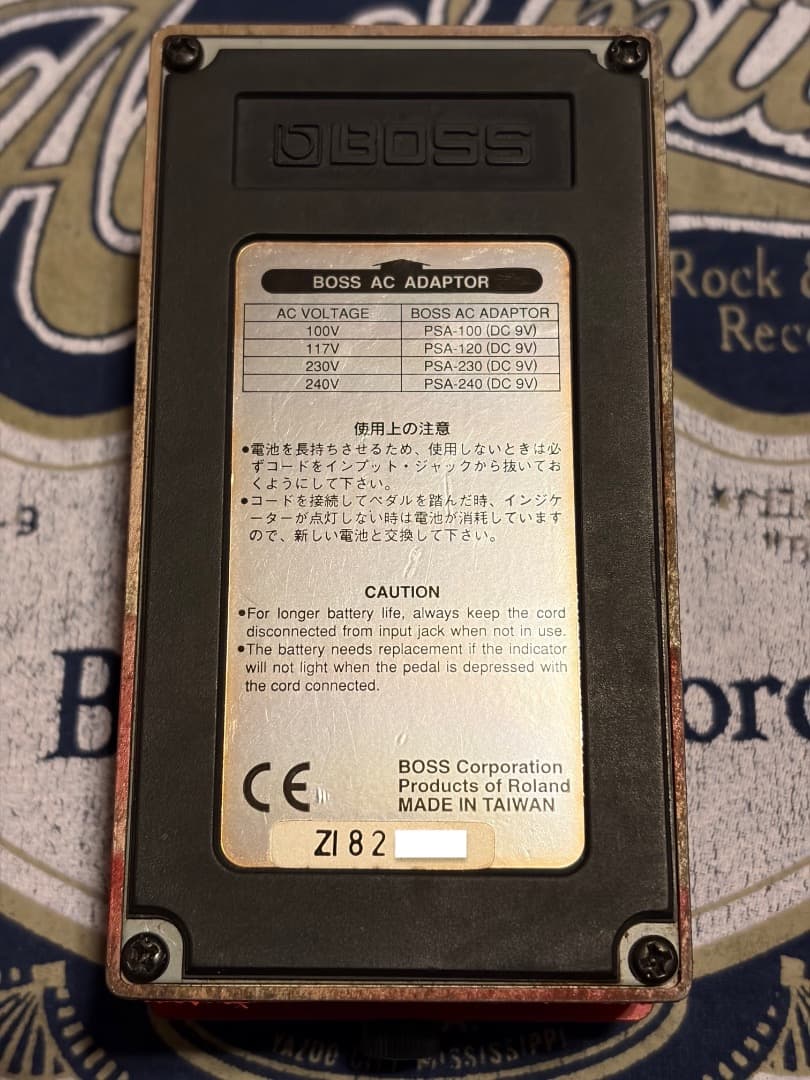 BOSS
BOSS AC ADAPTOR
AC VOLTAGE BOSS AC ADAPTOR
100V PSA-100 (DC 9V)
117V PSA-120 (DC 9V)
230V PSA-230 (DC 9V)
240V PSA-240 (DC 9V)
使用上の注意
●電池を長持ちさせるため、使用しないときは必
ずコードをインプット・ジャックから抜いてお
くようにして下さい。
●コードを接続してペダルを踏んだ時、インジケ
ーターが点灯しない時は電池が消耗しています
ので、新しい電池と交換して下さい。
CAUTION
●For longer battery life, always keep the cord
disconnected from input jack when not in use.
●The battery needs replacement if the indicator
will not light when the pedal is depressed with
the cord connected.
CE
BOSS Corporation
Products of Roland
MADE IN TAIWAN
ZI82
Rock &
YAZOO CITY MISSISSIPPI